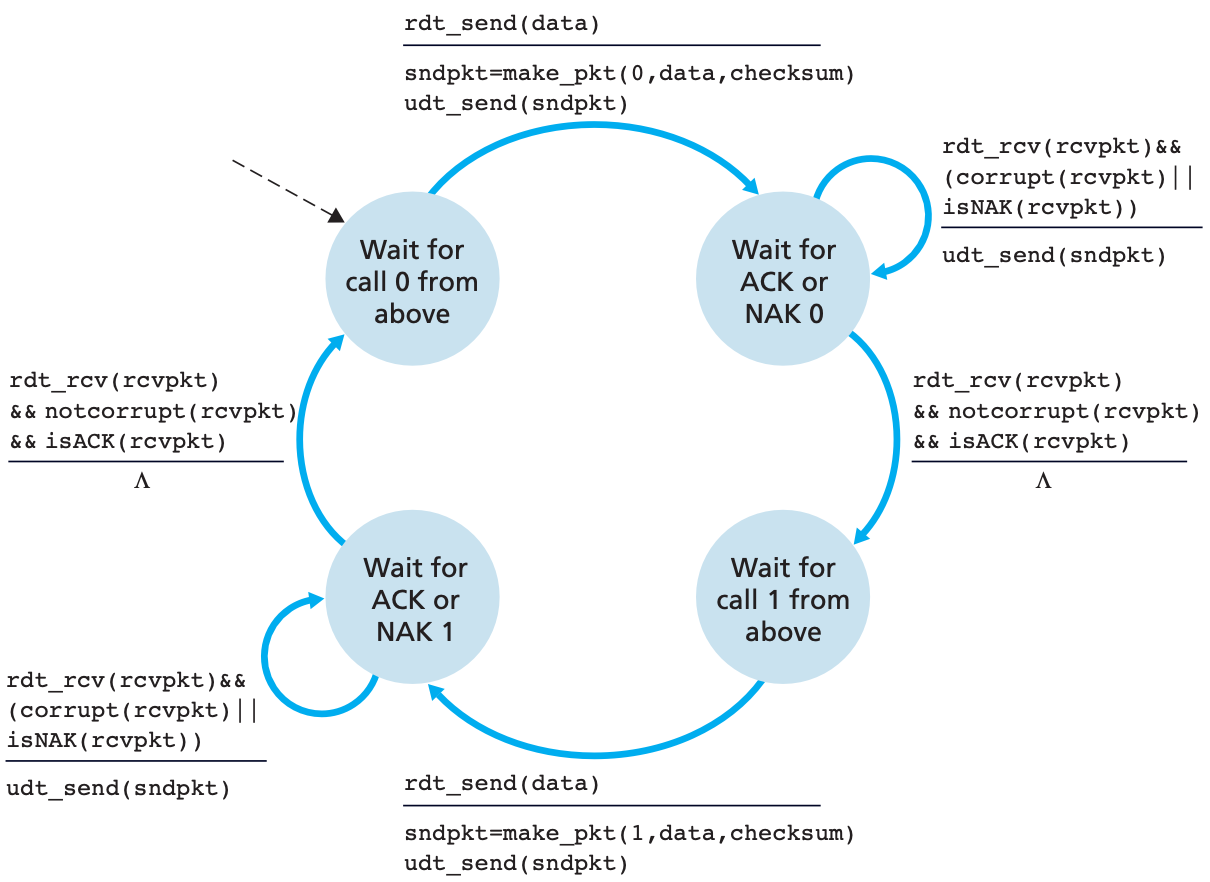 rdt_send(data)
sndpkt=make_pkt(0,data,checksum)
udt_send(sndpkt)
rdt_rcv(rcvpkt)&&
(corrupt(rcvpkt)||
isNAK(rcvpkt))
udt_send(sndpkt)
Wait for
call 0 from
above
Wait for
ACK or
NAK 0
rdt_rcv(rcvpkt)
&& notcorrupt(rcvpkt)
&& isACK(rcvpkt)
Λ
rdt_rcv(rcvpkt)
&& notcorrupt(rcvpkt)
&& isACK(rcvpkt)
Λ
Wait for
ACK or
NAK 1
Wait for
call 1 from
above
rdt_rcv(rcvpkt)&&
(corrupt(rcvpkt)||
isNAK(rcvpkt))
udt_send(sndpkt)
rdt_send(data)
sndpkt=make_pkt(1,data,checksum)
udt_send(sndpkt)